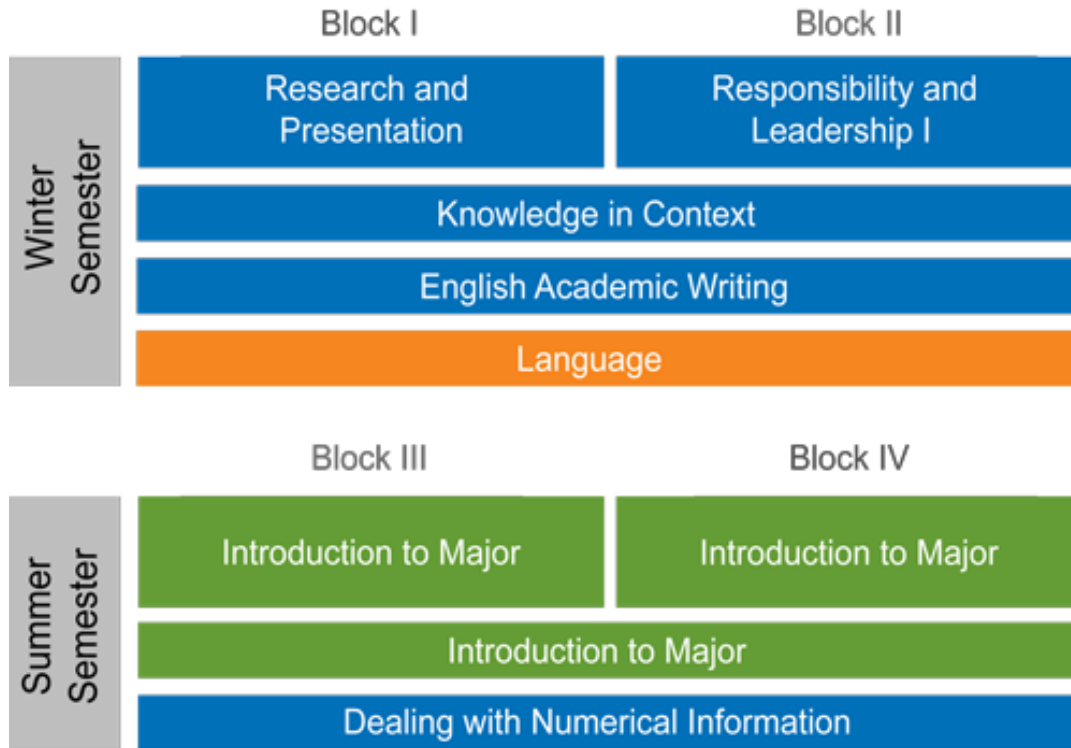 Block I
Block II
Winter
Semester
Research and
Presentation
Responsibility and
Leadership I
Knowledge in Context
English Academic Writing
Language
Block III
Block IV
Summer
Semester
Introduction to Major
Introduction to Major
Introduction to Major
Dealing with Numerical Information